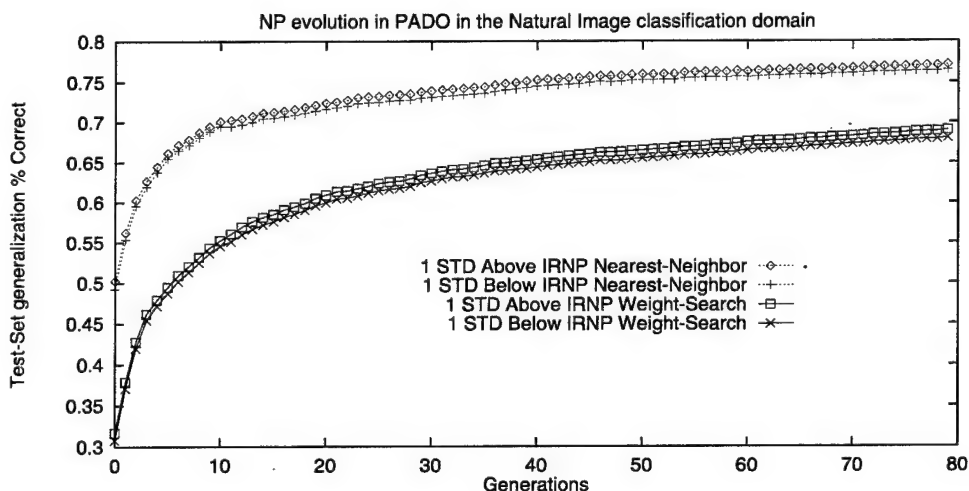 NP evolution in PADO in the Natural Image classification domain
Test-Set generalization % Correct
0.8
0.75
0.7
0.65
0.6
0.55
0.5
0.45
0.4
0.35
0.3
1 STD Above IRNP Nearest-Neighbor
1 STD Below IRNP Nearest-Neighbor
1 STD Above IRNP Weight-Search
1 STD Below IRNP Weight-Search
0 10 20 30 40 50 60 70 80
Generations